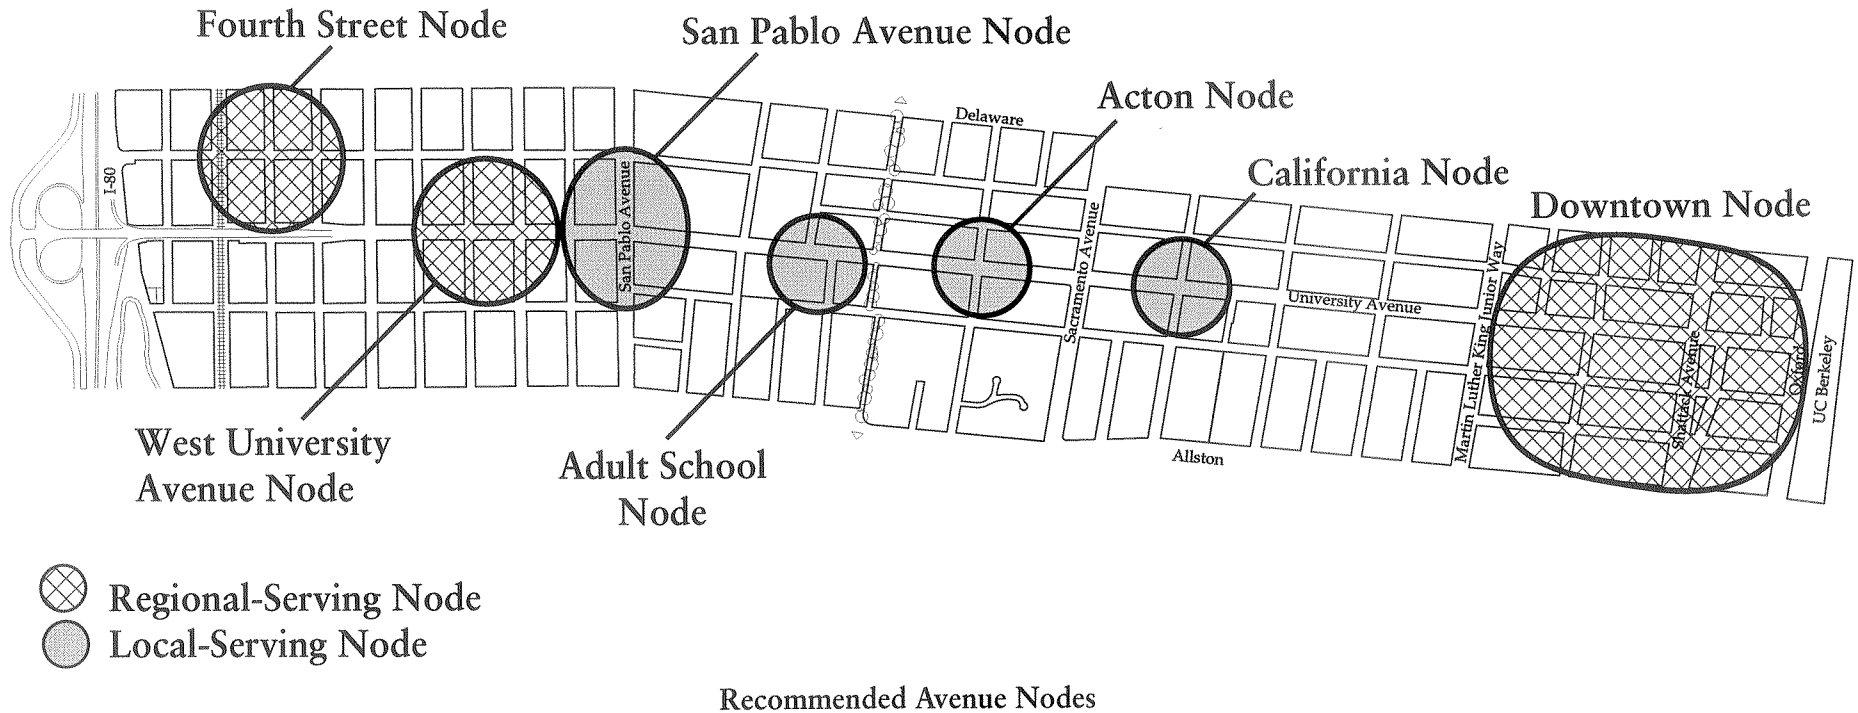 Fourth Street Node
San Pablo Avenue Node
Acton Node
California Node
Downtown Node
Delaware
I-80
San Pablo Avenue
Sacramento Avenue
University Avenue
Martin Luther King Junior Way
Shattack Avenue
Oxford
UC Berkeley
Allston
West University
Avenue Node
Adult School
Node
Regional-Serving Node
Local-Serving Node
Recommended Avenue Nodes